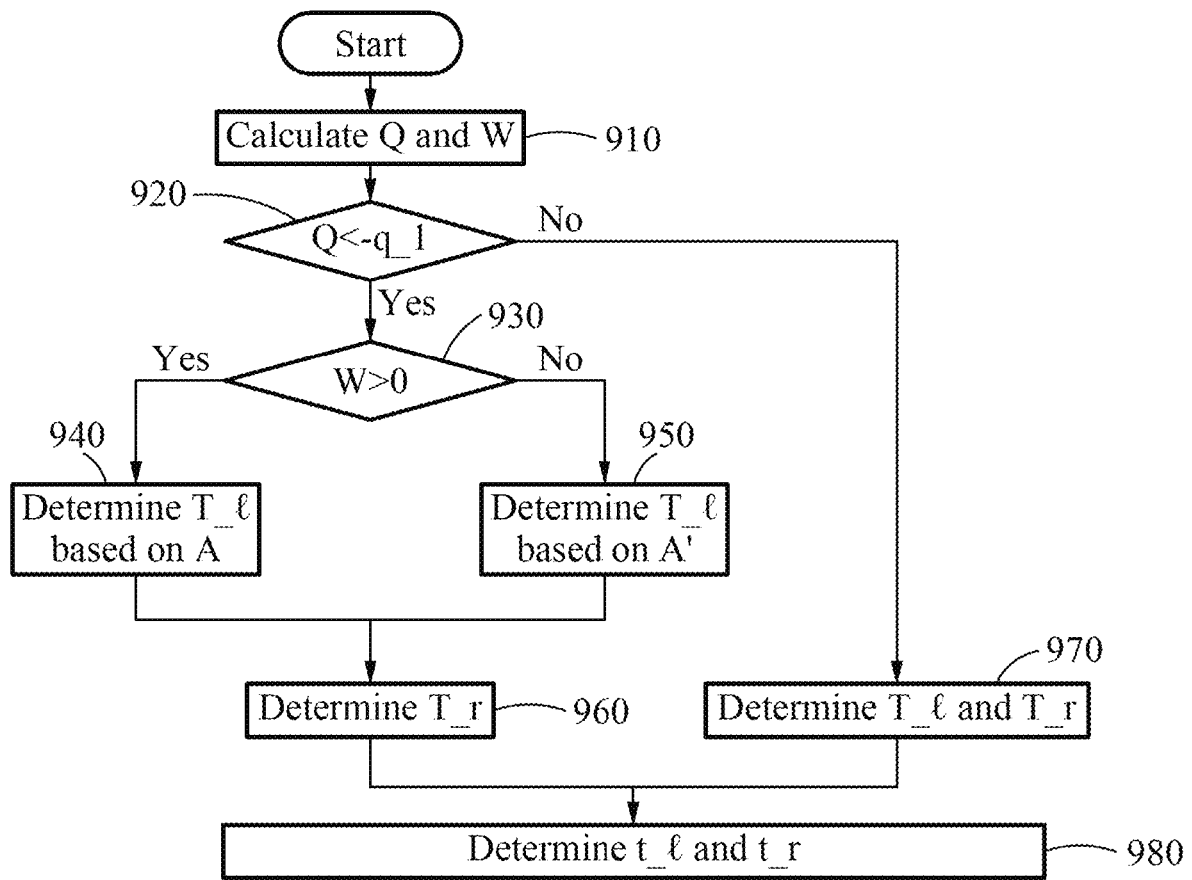 Start
Calculate Q and W
910
920
Q<-q_1
No
Yes
930
Yes
W>0
No
940
950
Determine T_ℓ
based on A
Determine T_ℓ
based on A'
970
Determine T_r
960
Determine T_ℓ and T_r
Determine t_ℓ and t_r
980